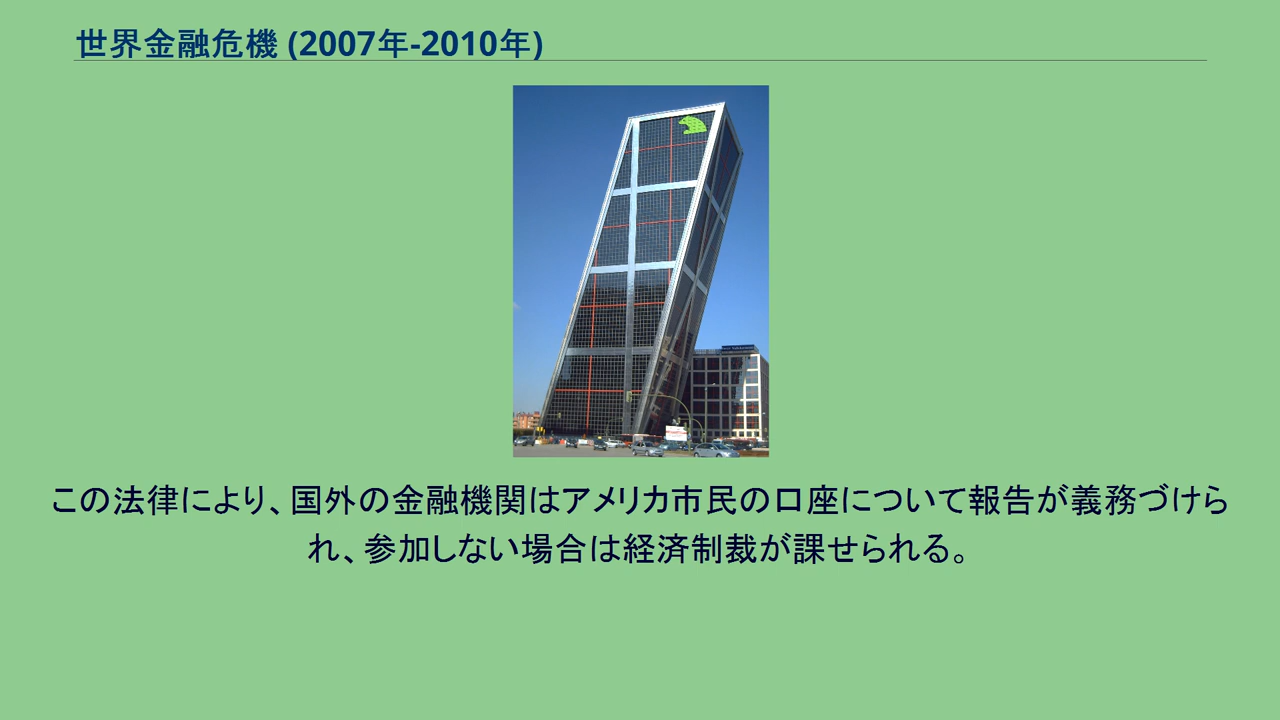 世界金融危機 (2007年-2010年)
この法律により、国外の金融機関はアメリカ市民の口座について報告が義務づけら
れ、参加しない場合は経済制裁が課せられる。